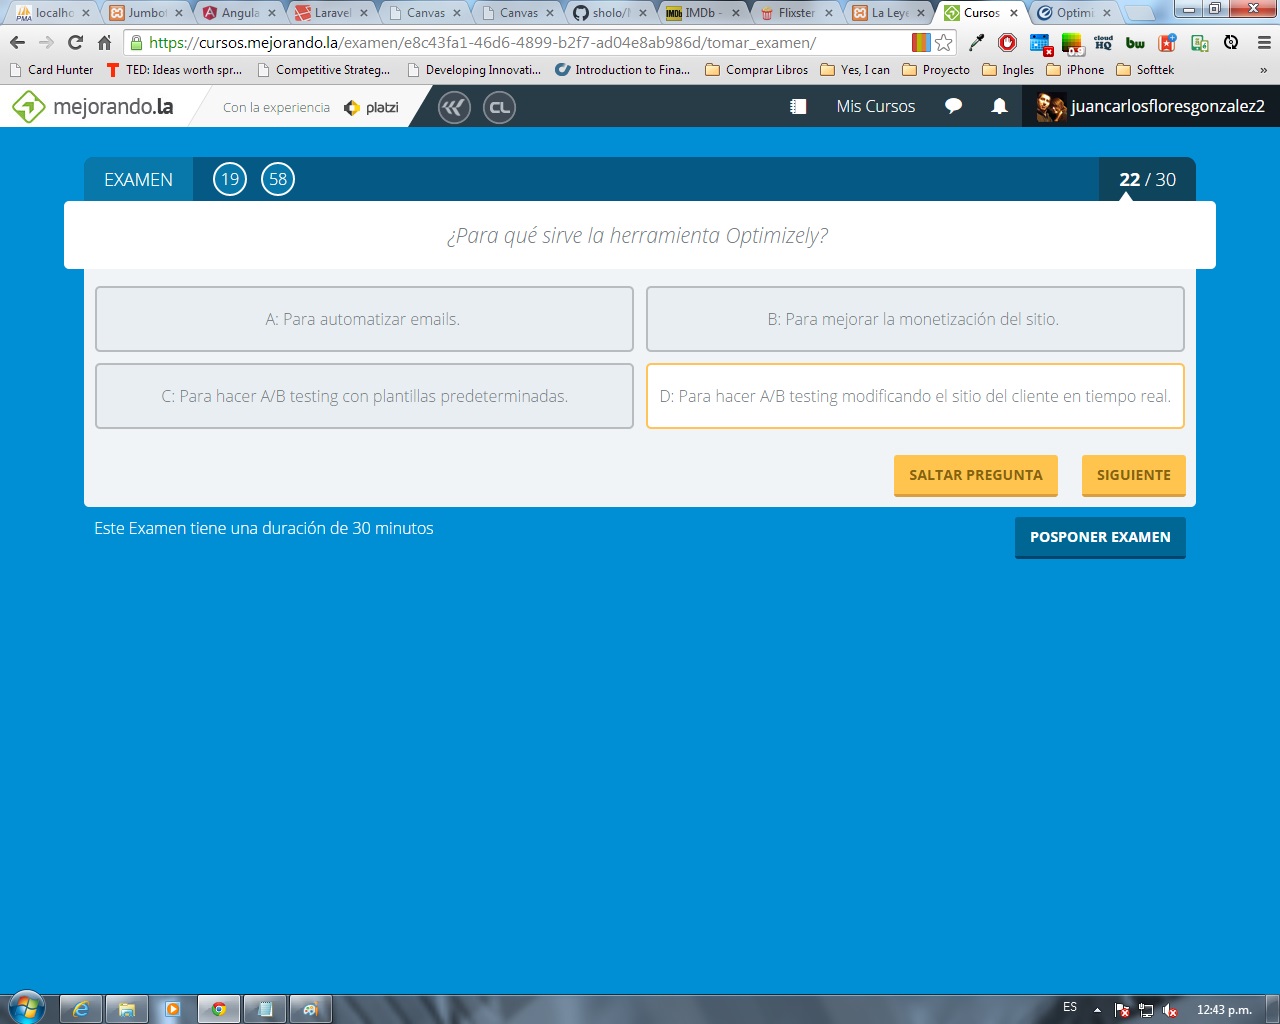 localho
Jumbo
Angula
Laravel
Canvas
Canvas
sholo/
IMDb -
Flixster
La Leye
Cursos
Optimi
https://cursos.mejorando.la/examen/e8c43fa1-46d6-4899-b2f7-ad04e8ab986d/tomar_examen/
Card Hunter
TED: Ideas worth spr...
Competitive Strateg...
Developing Innovati...
Introduction to Fina...
Comprar Libros
Yes, I can
Proyecto
Ingles
iPhone
Softtek
»
mejorando.la
Con la experiencia
platzi
CL
Mis Cursos
juancarlosfloresgonzalez2
EXAMEN
19
58
22 / 30
¿Para qué sirve la herramienta Optimizely?
A: Para automatizar emails.
B: Para mejorar la monetización del sitio.
C: Para hacer A/B testing con plantillas predeterminadas.
D: Para hacer A/B testing modificando el sitio del cliente en tiempo real.
SALTAR PREGUNTA
SIGUIENTE
Este Examen tiene una duración de 30 minutos
POSPONER EXAMEN
ES
12:43 p.m.